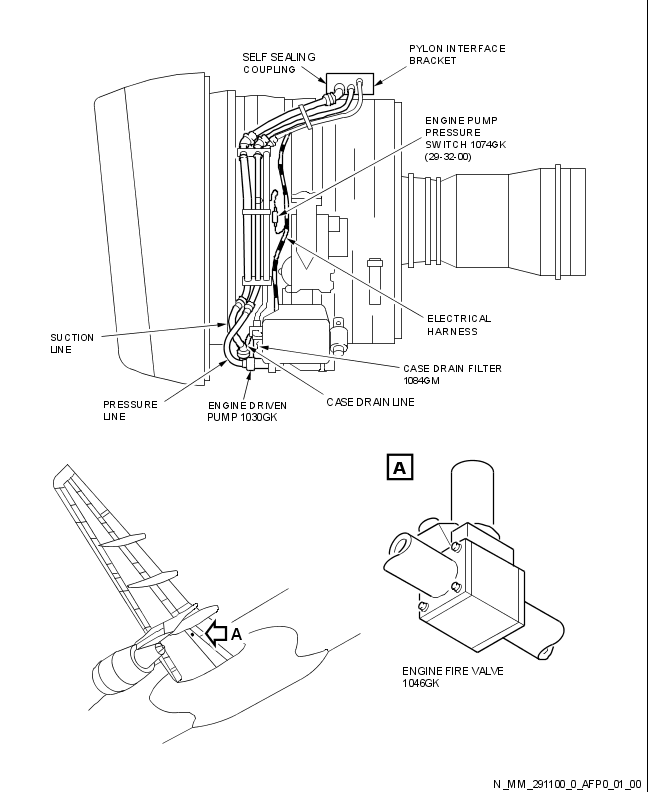 SELF SEALING
COUPLING
PYLON INTERFACE
BRACKET
ENGINE PUMP
PRESSURE
SWITCH 1074GK
(29-32-00)
ELECTRICAL
HARNESS
SUCTION
LINE
CASE DRAIN FILTER
1084GM
PRESSURE
LINE
ENGINE DRIVEN
PUMP 1030GK
CASE DRAIN LINE
A
A
ENGINE FIRE VALVE
1046GK
N_MM_291100_0_AFP0_01_00